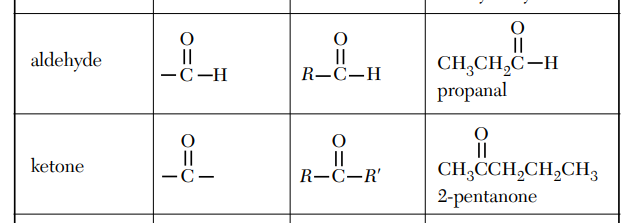 aldehyde
O
||
—C—H
O
||
R—C—H
O
||
CH₃CH₂C—H
propanal
ketone
O
||
—C—
O
||
R—C—R′
O
||
CH₃CCH₂CH₂CH₃
2-pentanone